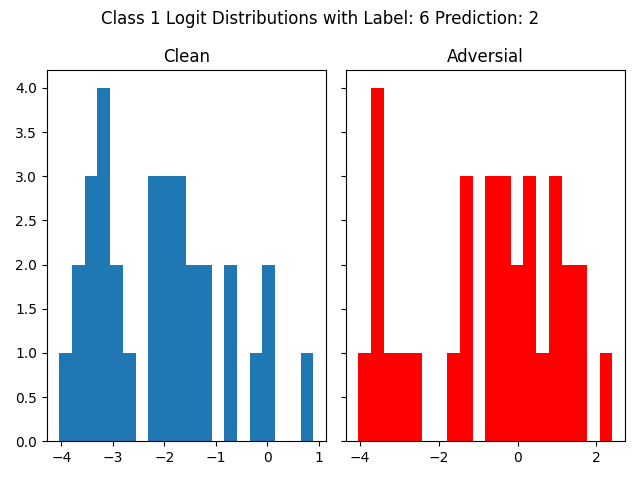 Class 1 Logit Distributions with Label: 6 Prediction: 2
Clean
Adversial
4.0
3.5
3.0
2.5
2.0
1.5
1.0
0.5
0.0
−4 −3 −2 −1 0 1
−4 −2 0 2